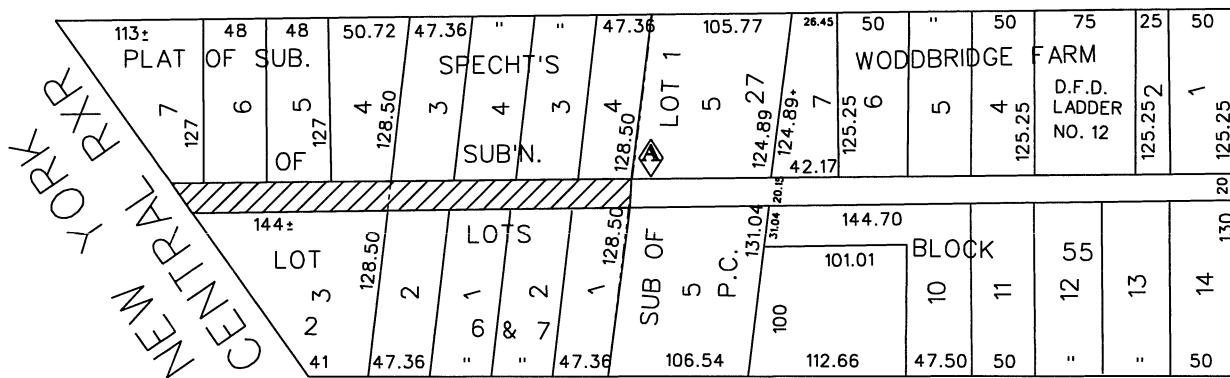 113± 48 48 50.72 47.36 " " 47.36 105.77 26.45 50 " 50 75 25 50
PLAT OF SUB. SPECHT'S LOT 1 WODDBRIDGE FARM
7 6 5 4 3 4 3 4 5 27 7 6 5 4 D.F.D. 2 1
LADDER
NO. 12
127 127 128.50 128.50 124.89 124.89+ 125.25 125.25 125.25 125.25
OF SUB'N. A 42.17
NEW YORK
CENTRAL RXR
20.15 20
144± 128.50 LOTS 128.50 SUB OF 131.04 31.04 144.70 130
LOT 101.01 BLOCK 55
3 2 1 2 1 5 P.C. 10 11 12 13 14
2 6 & 7 100
41 47.36 " " 47.36 106.54 112.66 47.50 50 " " 50